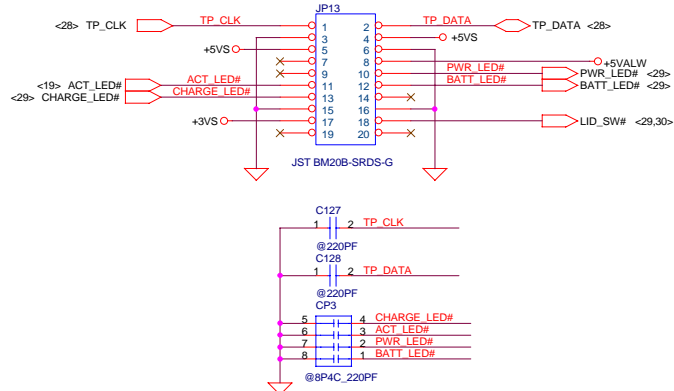 JP13
<28> TP_CLK TP_CLK 1 2 TP_DATA TP_DATA <28>
3 4 +5VS
+5VS 5 6
7 8 +5VALW
9 10 PWR_LED# PWR_LED# <29>
<19> ACT_LED# ACT_LED# 11 12 BATT_LED# BATT_LED# <29>
<29> CHARGE_LED# CHARGE_LED# 13 14
15 16
+3VS 17 18 LID_SW# <29,30>
19 20
JST BM20B-SRDS-G
C127
1 2 TP_CLK
@220PF
C128
1 2 TP_DATA
@220PF
CP3
5 4 CHARGE_LED#
6 3 ACT_LED#
7 2 PWR_LED#
8 1 BATT_LED#
@8P4C_220PF